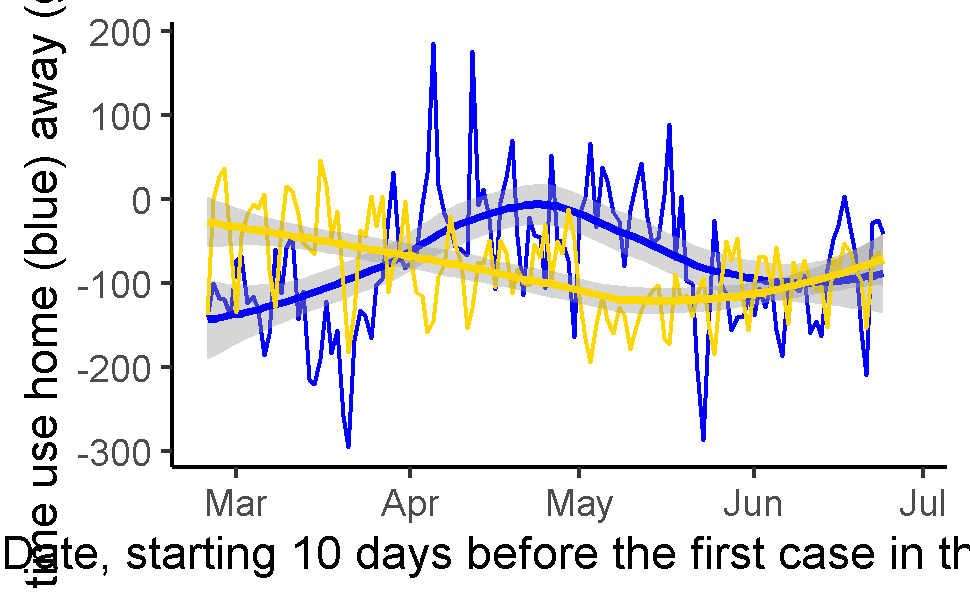 time use home (blue) away (
200
100
0
-100
-200
-300
Mar Apr May Jun Jul
Date, starting 10 days before the first case in th